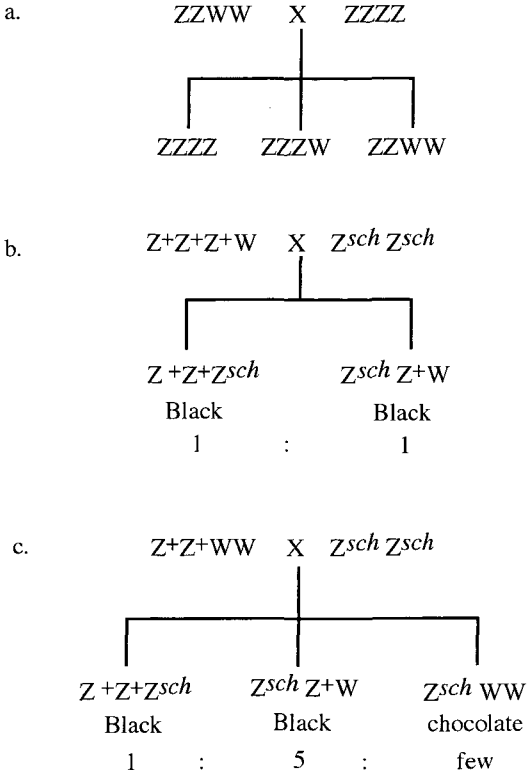 a. ZZWW X ZZZZ
ZZZZ ZZZW ZZWW
b. Z+Z+Z+W X Zsch Zsch
Z +Z+Zsch Zsch Z+W
Black Black
1 : 1
c. Z+Z+WW X Zsch Zsch
Z +Z+Zsch Zsch Z+W Zsch WW
Black Black chocolate
1 : 5 : few